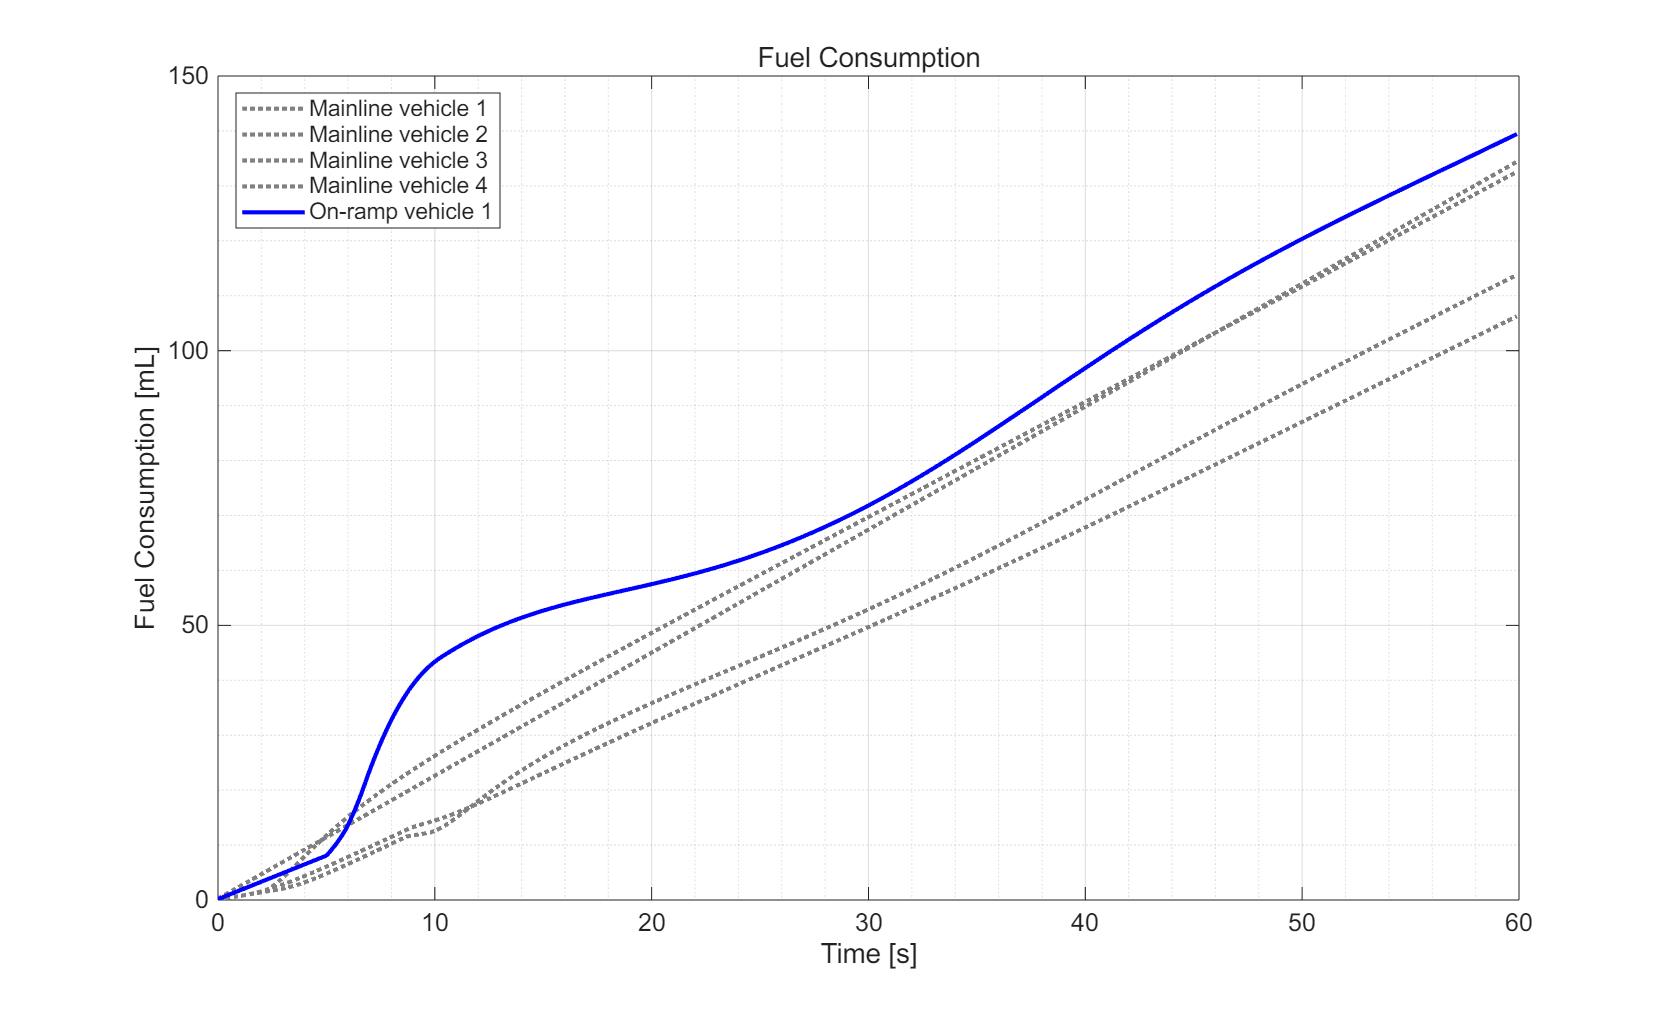 Fuel Consumption
150
Mainline vehicle 1
Mainline vehicle 2
Mainline vehicle 3
Mainline vehicle 4
On-ramp vehicle 1
100
Fuel Consumption [mL]
50
0
0 10 20 30 40 50 60
Time [s]